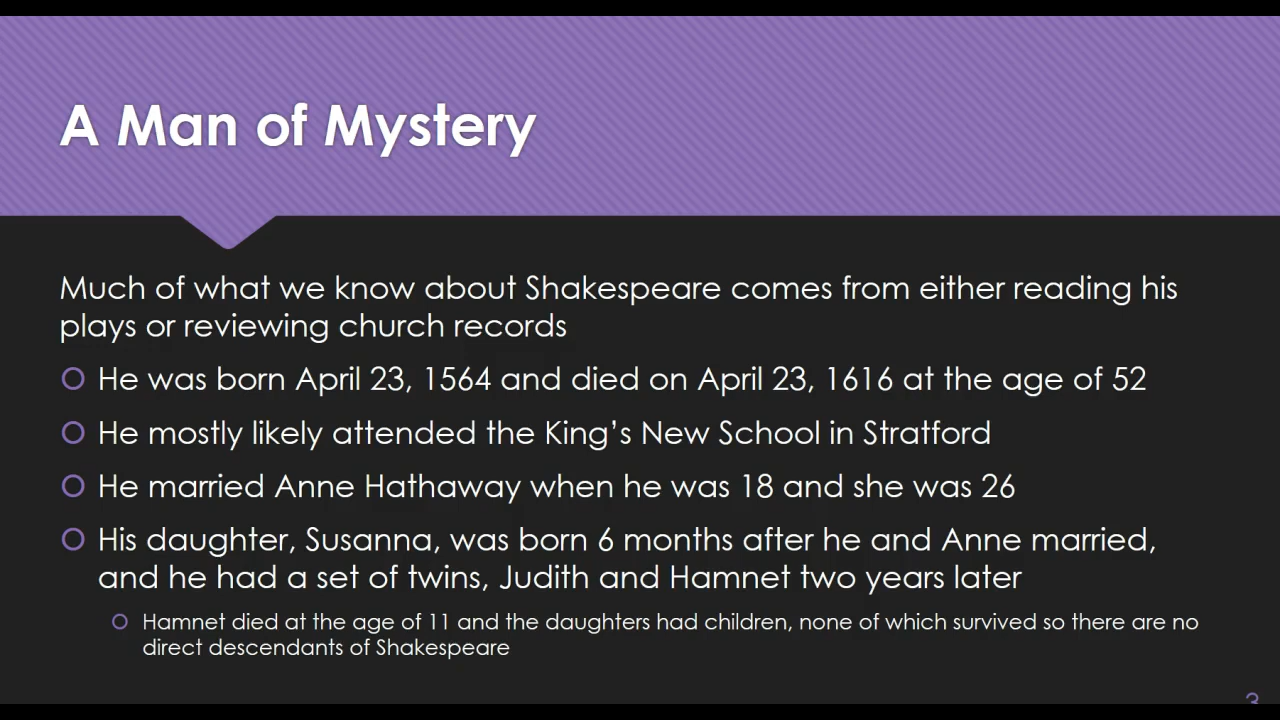 A Man of Mystery
Much of what we know about Shakespeare comes from either reading his
plays or reviewing church records
He was born April 23, 1564 and died on April 23, 1616 at the age of 52
He mostly likely attended the King's New School in Stratford
He married Anne Hathaway when he was 18 and she was 26
His daughter, Susanna, was born 6 months after he and Anne married,
and he had a set of twins, Judith and Hamnet two years later
Hamnet died at the age of 11 and the daughters had children, none of which survived so there are no
direct descendants of Shakespeare
3